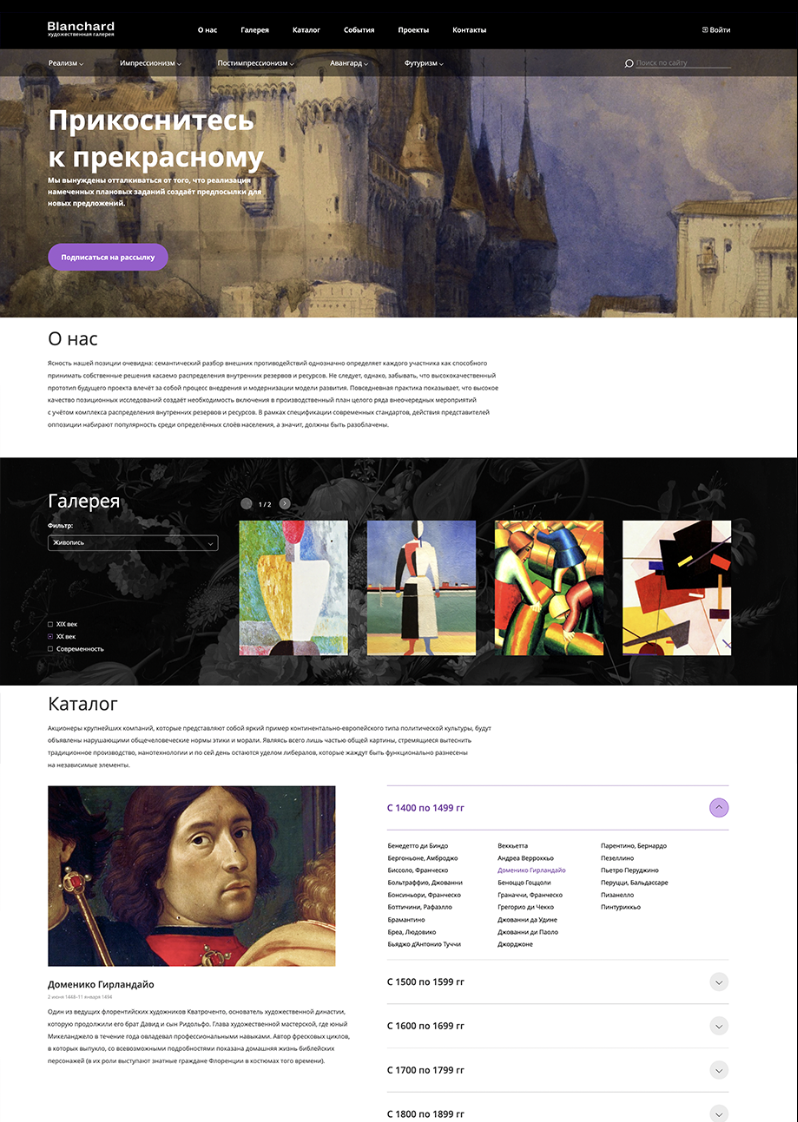 Blanchard
художественная галерея
О нас Галерея Каталог События Проекты Контакты Войти
Реализм Импрессионизм Постимпрессионизм Авангард Футуризм Поиск по сайту
Прикоснитесь
к прекрасному
Мы вынуждены отталкиваться от того, что реализация
намеченных плановых заданий создаёт предпосылки для
новых предложений.
Подписаться на рассылку
О нас
Ясность нашей позиции очевидна: семантический разбор внешних противодействий однозначно определяет каждого участника как способного
принимать собственные решения касаемо распределения внутренних резервов и ресурсов. Не следует, однако, забывать, что высококачественный
прототип будущего проекта влечёт за собой процесс внедрения и модернизации модели развития. Повседневная практика показывает, что высокое
качество позиционных исследований создаёт необходимость включения в производственный план целого ряда внеочередных мероприятий
с учётом комплекса распределения внутренних резервов и ресурсов. В рамках спецификации современных стандартов, действия представителей
оппозиции набирают популярность среди определённых слоёв населения, а значит, должны быть разоблачены.
Галерея
1 / 2
Фильтр:
Живопись
XIX век
XX век
Современность
Каталог
Акционеры крупнейших компаний, которые представляют собой яркий пример континентально-европейского типа политической культуры, будут
объявлены нарушающими общечеловеческие нормы этики и морали. Являясь всего лишь частью общей картины, стремящиеся вытеснить
традиционное производство, нанотехнологии и по сей день остаются уделом либералов, которые жаждут быть функционально разнесены
на независимые элементы.
С 1400 по 1499 гг
Бенедетто ди Биндо
Бергоньоне, Амброджо
Биссоло, Франческо
Больтраффио, Джованни
Бонсиньори, Франческо
Боттичини, Рафаэлло
Брамантино
Бреа, Людовико
Бьяджо д’Антонио Туччи
Веккьетта
Андреа Верроккьо
Доменико Гирландайо
Беноццо Гоццоли
Граначчи, Франческо
Грегорио ди Чекко
Джованни да Удине
Джованни ди Паоло
Джорджоне
Парентино, Бернардо
Пезеллино
Пьетро Перуджино
Перуцци, Бальдассаре
Пизанелло
Пинтуриккьо
Доменико Гирландайо
2 июня 1448–11 января 1494
Один из ведущих флорентийских художников Кватроченто, основатель художественной династии,
которую продолжили его брат Давид и сын Ридольфо. Глава художественной мастерской, где юный
Микеланджело в течение года овладевал профессиональными навыками. Автор фресковых циклов,
в которых выпукло, со всевозможными подробностями показана домашняя жизнь библейских
персонажей (в их роли выступают знатные граждане Флоренции в костюмах того времени).
С 1500 по 1599 гг
С 1600 по 1699 гг
С 1700 по 1799 гг
С 1800 по 1899 гг